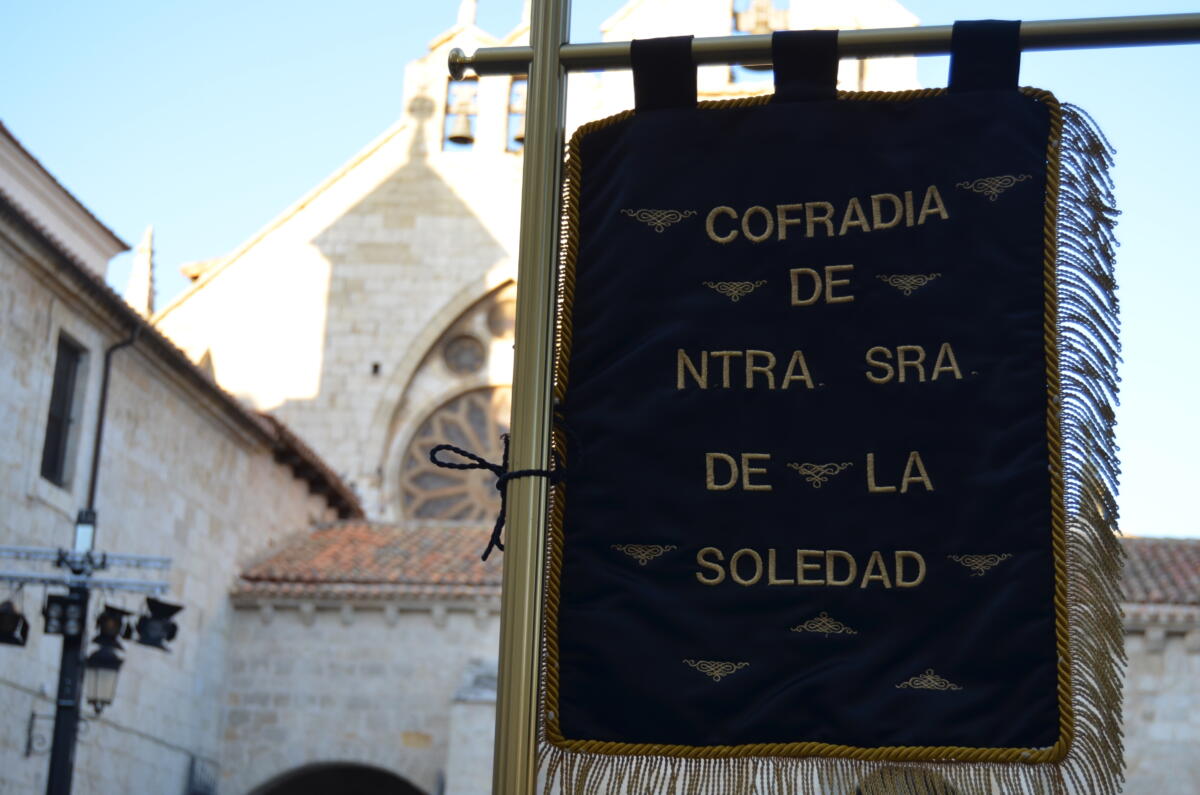 COFRADIA
DE
NTRA. SRA.
DE LA
SOLEDAD